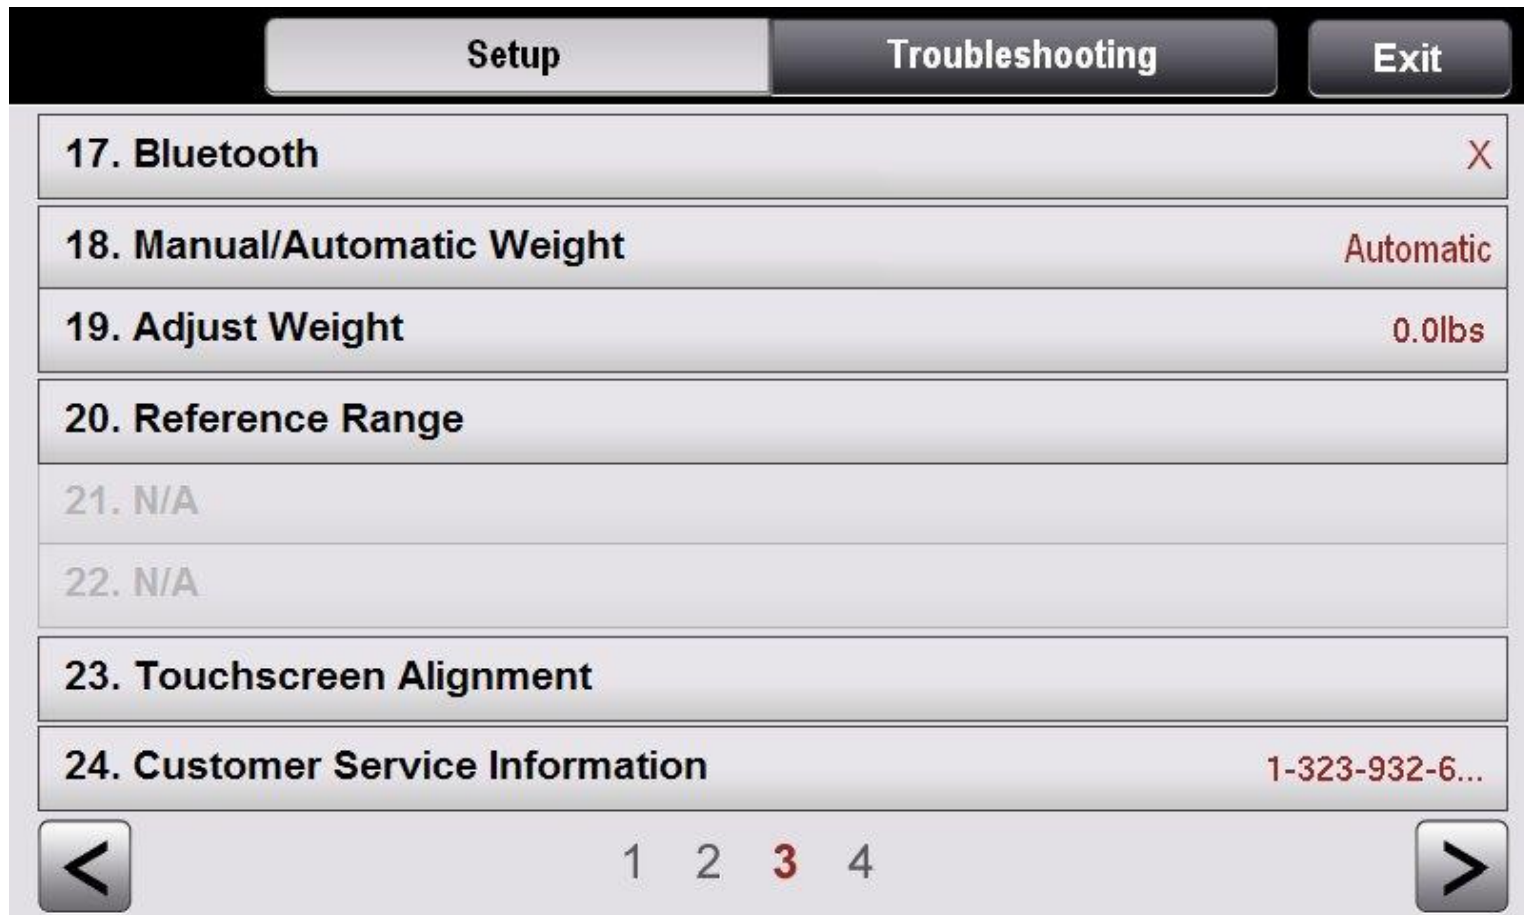 Setup Troubleshooting Exit
17. Bluetooth X
18. Manual/Automatic Weight Automatic
19. Adjust Weight 0.0lbs
20. Reference Range
21. N/A
22. N/A
23. Touchscreen Alignment
24. Customer Service Information 1-323-932-6...
< 1 2 3 4 >